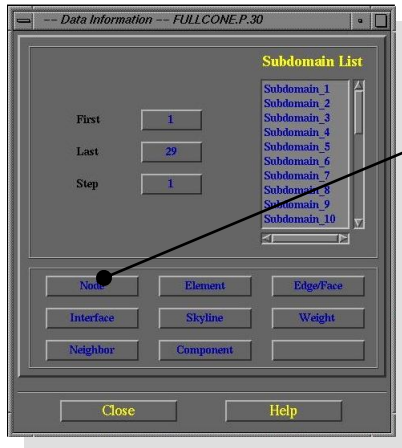 -- Data Information -- FULLCONE.P.30
Subdomain List
Subdomain_1
Subdomain_2
Subdomain_3
Subdomain_4
Subdomain_5
Subdomain_6
Subdomain_7
Subdomain_8
Subdomain_9
Subdomain_10
First 1
Last 29
Step 1
Node Element Edge/Face
Interface Skyline Weight
Neighbor Component
Close Help